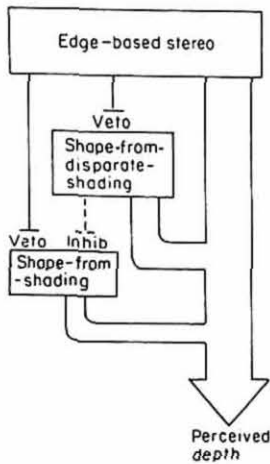 Edge-based stereo
Veto
Shape-from-
disparate-
shading
Veto Inhib
Shape-from
-shading
Perceived
depth